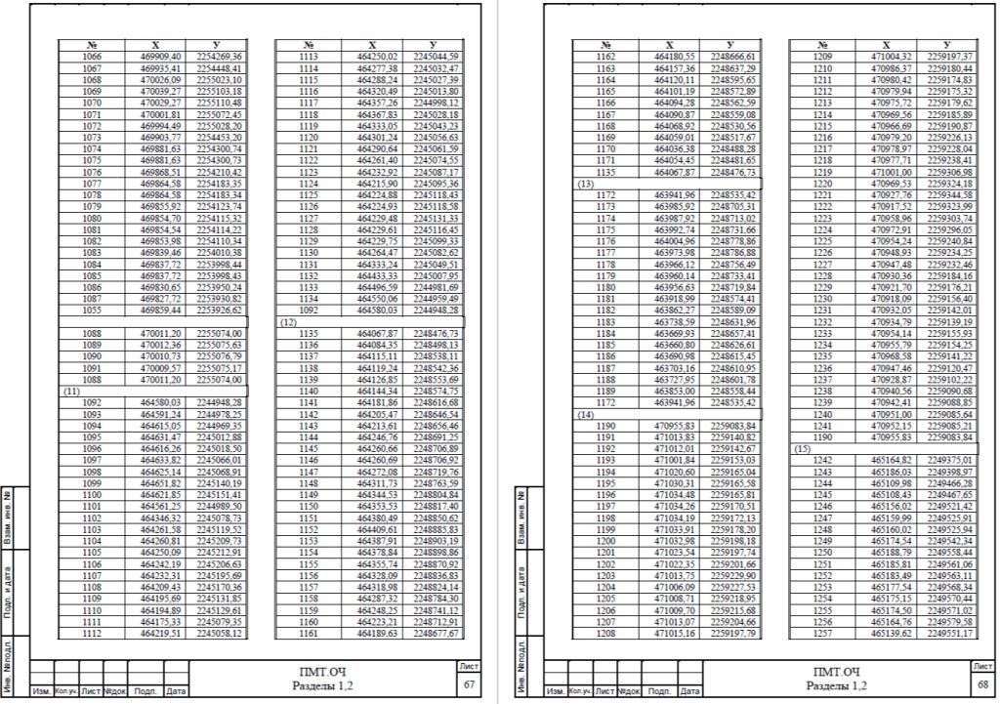 № X У
1066 469909,40 2254269,36
1067 469935,41 2254448,41
1068 470026,09 2255023,10
1069 470039,27 2255103,18
1070 470029,27 2255110,48
1071 470001,81 2255072,45
1072 469994,49 2255028,20
1073 469903,77 2254453,20
1074 469881,63 2254300,74
1075 469881,63 2254300,73
1076 469868,51 2254210,42
1077 469864,58 2254183,35
1078 469864,58 2254183,34
1079 469855,92 2254123,74
1080 469854,70 2254115,32
1081 469854,54 2254114,22
1082 469853,98 2254110,34
1083 469839,46 2254010,38
1084 469837,72 2253998,44
1085 469837,72 2253998,43
1086 469830,65 2253950,24
1087 469827,72 2253930,82
1055 469859,44 2253926,62
1088 470011,20 2255074,00
1089 470012,36 2255075,63
1090 470010,73 2255076,79
1091 470009,57 2255075,17
1088 470011,20 2255074,00
(11)
1092 464580,03 2244948,28
1093 464591,24 2244978,25
1094 464615,05 2244969,35
1095 464631,47 2245012,88
1096 464616,26 2245018,50
1097 464633,82 2245066,01
1098 464625,14 2245068,91
1099 464651,82 2245140,19
1100 464621,85 2245151,41
1101 464561,25 2244989,50
1102 464346,32 2245078,73
1103 464261,58 2245119,52
1104 464260,81 2245209,73
1105 464250,09 2245212,91
1106 464242,19 2245206,63
1107 464232,31 2245195,69
1108 464209,43 2245170,36
1109 464195,69 2245131,85
1110 464194,89 2245129,61
1111 464175,33 2245079,35
1112 464219,51 2245058,12
№ X У
1113 464250,02 2245044,59
1114 464277,38 2245032,47
1115 464288,24 2245027,39
1116 464320,49 2245013,80
1117 464357,26 2244998,12
1118 464367,83 2245028,18
1119 464333,05 2245043,23
1120 464301,24 2245056,63
1121 464290,64 2245061,59
1122 464261,40 2245074,55
1123 464232,92 2245087,17
1124 464215,90 2245095,36
1125 464224,88 2245118,43
1126 464224,93 2245118,58
1127 464229,48 2245131,33
1128 464229,61 2245116,45
1129 464229,75 2245099,33
1130 464264,47 2245082,62
1131 464333,24 2245049,51
1132 464433,33 2245007,95
1133 464496,59 2244981,69
1134 464550,06 2244959,49
1092 464580,03 2244948,28
(12)
1135 464067,87 2248476,73
1136 464084,35 2248498,13
1137 464115,11 2248538,11
1138 464119,24 2248542,36
1139 464126,85 2248553,69
1140 464144,34 2248574,75
1141 464181,86 2248616,68
1142 464205,47 2248646,54
1143 464213,61 2248656,46
1144 464246,76 2248691,25
1145 464260,66 2248706,89
1146 464260,69 2248706,92
1147 464272,08 2248719,76
1148 464311,73 2248763,59
1149 464344,53 2248804,84
1150 464353,53 2248817,40
1151 464380,49 2248850,62
1152 464409,61 2248885,83
1153 464387,91 2248903,19
1154 464378,84 2248898,86
1155 464355,74 2248870,92
1156 464328,09 2248836,83
1157 464318,98 2248824,14
1158 464287,32 2248784,30
1159 464248,25 2248741,12
1160 464223,21 2248712,91
1161 464189,63 2248677,67
Взам. инв. №
Подп. и дата
Инв. №подл.
Изм. Кол.уч. Лист №док Подп. Дата
ПМТ.ОЧ
Разделы 1,2
Лист
67
№ X У
1162 464180,55 2248666,61
1163 464157,36 2248637,29
1164 464120,11 2248595,65
1165 464101,19 2248572,89
1166 464094,28 2248562,59
1167 464090,87 2248559,08
1168 464068,92 2248530,56
1169 464059,01 2248517,67
1170 464036,38 2248488,28
1171 464054,45 2248481,65
1135 464067,87 2248476,73
(13)
1172 463941,96 2248535,42
1173 463985,92 2248705,31
1174 463987,92 2248713,02
1175 463992,74 2248731,66
1176 464004,96 2248778,86
1177 463973,98 2248786,88
1178 463966,12 2248756,49
1179 463960,14 2248733,41
1180 463956,63 2248719,84
1181 463918,99 2248574,41
1182 463862,27 2248589,09
1183 463738,59 2248631,96
1184 463669,93 2248657,41
1185 463660,80 2248626,61
1186 463690,98 2248615,45
1187 463703,16 2248610,95
1188 463727,95 2248601,78
1189 463853,00 2248558,44
1172 463941,96 2248535,42
(14)
1190 470955,83 2259083,84
1191 471013,83 2259140,82
1192 471012,01 2259142,67
1193 471001,84 2259153,03
1194 471020,60 2259165,04
1195 471030,31 2259165,58
1196 471034,48 2259165,81
1197 471034,26 2259170,51
1198 471034,19 2259172,13
1199 471033,91 2259178,20
1200 471032,98 2259198,18
1201 471023,54 2259197,74
1202 471022,35 2259201,66
1203 471013,75 2259229,90
1204 471006,09 2259227,53
1205 471008,71 2259218,95
1206 471009,70 2259215,68
1207 471013,07 2259204,66
1208 471015,16 2259197,79
№ X У
1209 471004,32 2259197,37
1210 470986,37 2259180,44
1211 470980,42 2259174,83
1212 470979,94 2259175,32
1213 470975,72 2259179,62
1214 470969,56 2259185,89
1215 470966,69 2259190,87
1216 470979,20 2259226,13
1217 470978,97 2259228,04
1218 470977,71 2259238,41
1219 471001,00 2259306,98
1220 470969,53 2259324,18
1221 470927,76 2259344,58
1222 470917,52 2259323,99
1223 470958,96 2259303,74
1224 470972,91 2259296,05
1225 470954,24 2259240,84
1226 470948,93 2259234,25
1227 470947,48 2259232,46
1228 470930,36 2259184,16
1229 470921,70 2259176,21
1230 470918,09 2259156,40
1231 470932,05 2259142,01
1232 470934,79 2259139,19
1233 470954,14 2259155,93
1234 470955,79 2259154,25
1235 470968,58 2259141,22
1236 470947,46 2259120,47
1237 470928,87 2259102,22
1238 470940,56 2259090,68
1239 470942,41 2259088,85
1240 470951,00 2259085,64
1241 470952,15 2259085,21
1190 470955,83 2259083,84
(15)
1242 465164,82 2249375,01
1243 465186,03 2249398,97
1244 465109,98 2249466,28
1245 465108,43 2249467,65
1246 465156,02 2249521,42
1247 465159,99 2249525,91
1248 465160,02 2249525,94
1249 465174,54 2249542,34
1250 465188,79 2249558,44
1251 465185,81 2249561,06
1252 465183,49 2249563,11
1253 465177,54 2249568,34
1254 465175,15 2249570,44
1255 465174,50 2249571,02
1256 465164,76 2249579,58
1257 465139,62 2249551,17
Взам. инв. №
Подп. и дата
Инв. №подл.
Изм. Кол.уч. Лист №док Подп. Дата
ПМТ.ОЧ
Разделы 1,2
Лист
68